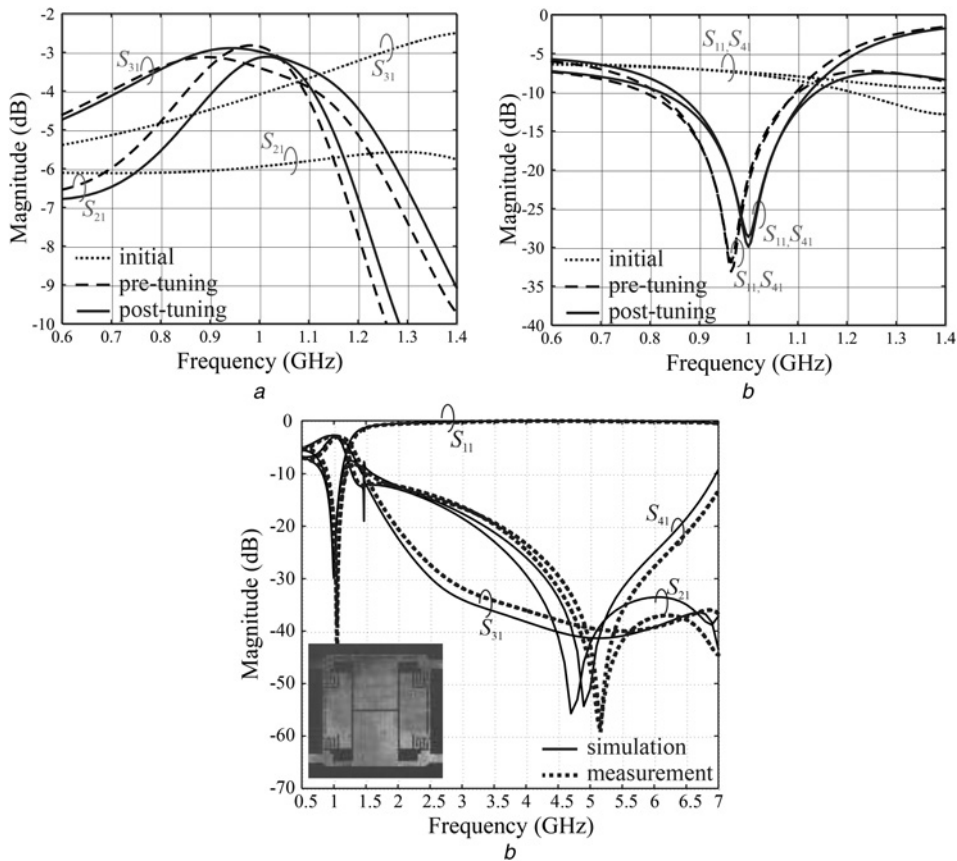 -2
-3
-4
-5
-6
-7
-8
-9
-10
Magnitude (dB)
S31
S31
S21
S21
initial
pre-tuning
post-tuning
0.6 0.7 0.8 0.9 1 1.1 1.2 1.3 1.4
Frequency (GHz)
a
0
-5
-10
-15
-20
-25
-30
-35
-40
Magnitude (dB)
S11,S41
S11,S41
S11,S41
initial
pre-tuning
post-tuning
0.6 0.7 0.8 0.9 1 1.1 1.2 1.3 1.4
Frequency (GHz)
b
0
-10
-20
-30
-40
-50
-60
-70
Magnitude (dB)
S11
S41
S21
S31
simulation
measurement
0.5 1 1.5 2 2.5 3 3.5 4 4.5 5 5.5 6 6.5 7
Frequency (GHz)
b